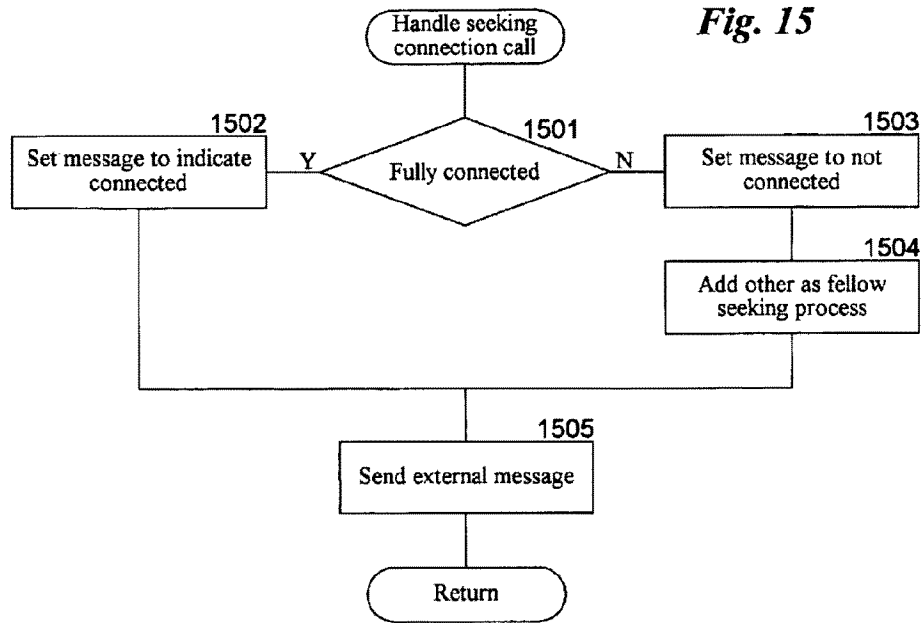 Fig. 15
Handle seeking
connection call
1501
Fully connected
Y
N
1502
Set message to indicate
connected
1503
Set message to not
connected
1504
Add other as fellow
seeking process
1505
Send external message
Return